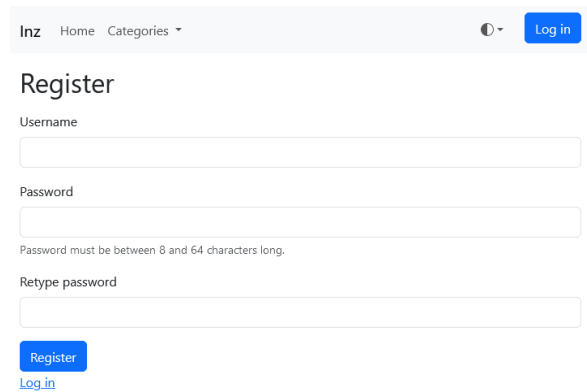 Inz Home Categories Log in
Register
Username
Password
Password must be between 8 and 64 characters long.
Retype password
Register
Log in